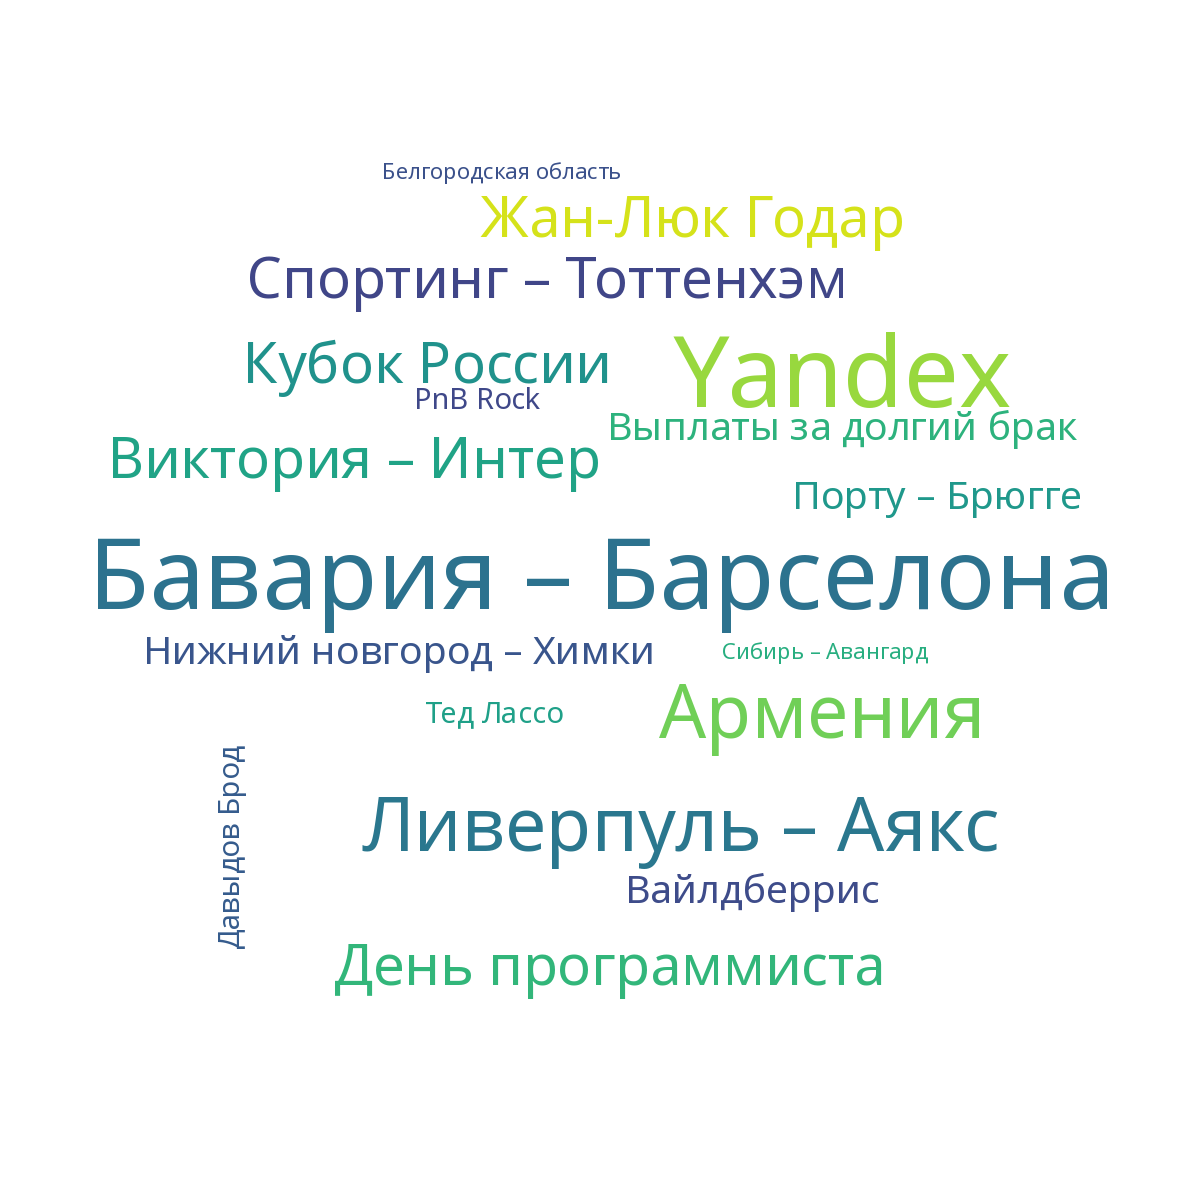 Белгородская область
Жан-Люк Годар
Спортинг – Тоттенхэм
Кубок России
Yandex
PnB Rock
Выплаты за долгий брак
Виктория – Интер
Порту – Брюгге
Бавария – Барселона
Нижний новгород – Химки
Сибирь – Авангард
Тед Лассо
Армения
Давыдов Брод
Ливерпуль – Аякс
Вайлдберрис
День программиста